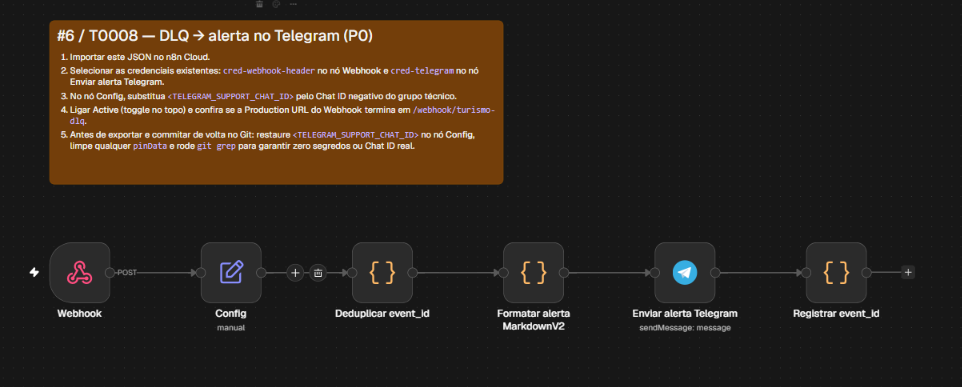 #6 / T0008 — DLQ → alerta no Telegram (P0)
1. Importar este JSON no n8n Cloud.
2. Selecionar as credenciais existentes: cred-webhook-header no nó Webhook e cred-telegram no nó
Enviar alerta Telegram.
3. No nó Config, substitua <TELEGRAM_SUPPORT_CHAT_ID> pelo Chat ID negativo do grupo técnico.
4. Ligar Active (toggle no topo) e confira se a Production URL do Webhook termina em /webhook/turismo-
dlq.
5. Antes de exportar e commitar de volta no Git: restaure <TELEGRAM_SUPPORT_CHAT_ID> no nó Config,
limpe qualquer pinData e rode git grep para garantir zero segredos ou Chat ID real.
POST
Webhook
Config
manual
Deduplicar event_id
Formatar alerta
MarkdownV2
Enviar alerta Telegram
sendMessage: message
Registrar event_id